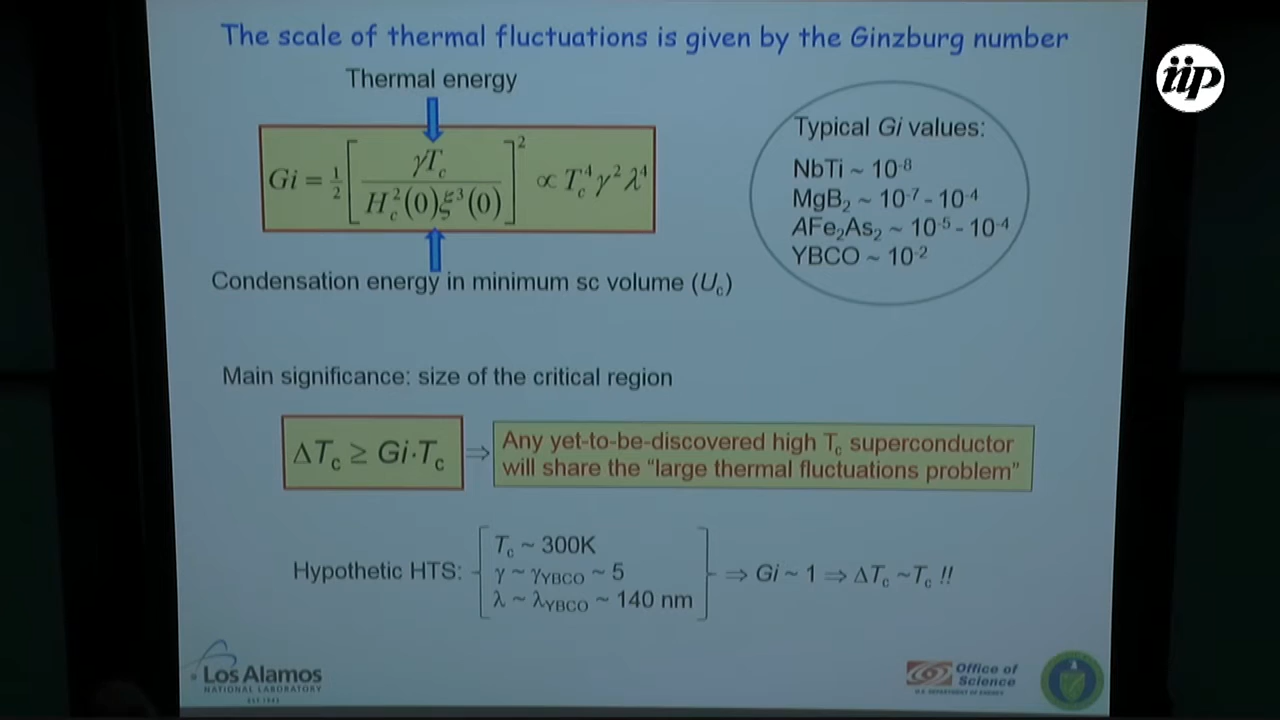 The scale of thermal fluctuations is given by the Ginzburg number
iip
Thermal energy
Gi = ½ [ γT_c / H_c²(0)ξ³(0) ]² ∝ T_c⁴ γ² λ⁴
Condensation energy in minimum sc volume (U_c)
Typical Gi values:
NbTi ~ 10⁻⁸
MgB₂ ~ 10⁻⁷ - 10⁻⁴
AFe₂As₂ ~ 10⁻⁵ - 10⁻⁴
YBCO ~ 10⁻²
Main significance: size of the critical region
ΔT_c ≥ Gi·T_c ⇒
Any yet-to-be-discovered high T_c superconductor
will share the "large thermal fluctuations problem"
T_c ~ 300K
Hypothetic HTS: γ ~ γ_YBCO ~ 5 ⇒ Gi ~ 1 ⇒ ΔT_c ~T_c !!
λ ~ λ_YBCO ~ 140 nm
Los Alamos
NATIONAL LABORATORY
EST.1943
Office of
Science
U.S. DEPARTMENT OF ENERGY